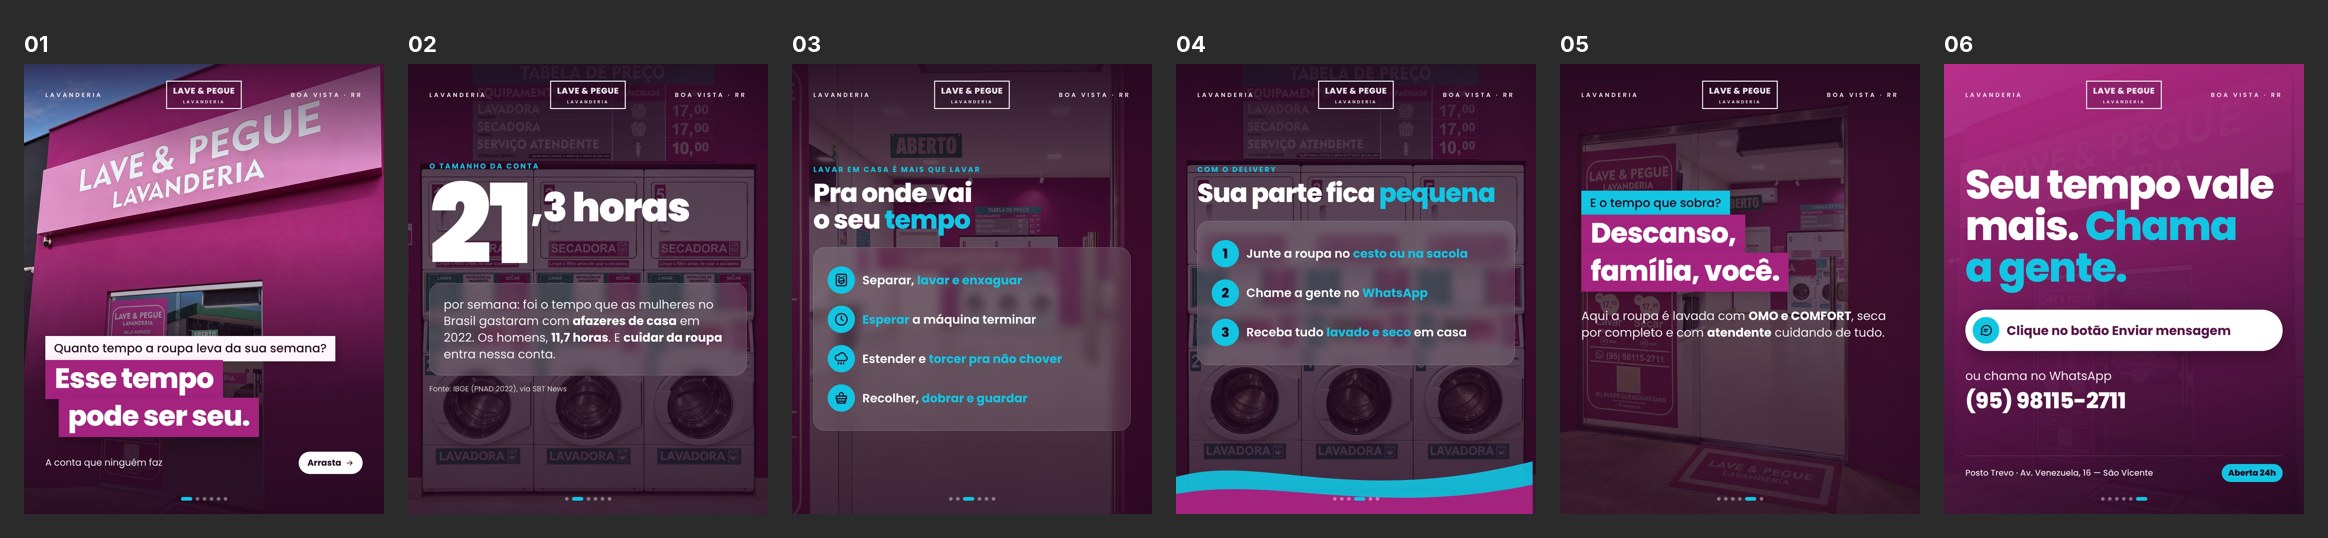 01
LAVANDERIA
LAVE & PEGUE
LAVANDERIA
BOA VISTA · RR
LAVE & PEGUE
LAVANDERIA
LAVE & PEGUE
LAVANDERIA
Quanto tempo a roupa leva da sua semana?
Esse tempo
pode ser seu.
A conta que ninguém faz
Arrasta →
02
TABELA DE PREÇO
LAVANDERIA
LAVE & PEGUE
LAVANDERIA
BOA VISTA · RR
LAVADORA 17,00
SECADORA 17,00
SERVIÇO ATENDENTE 10,00
O TAMANHO DA CONTA
21,3 horas
SECADORA
SECADORA
por semana: foi o tempo que as mulheres no
Brasil gastaram com afazeres de casa em
2022. Os homens, 11,7 horas. E cuidar da roupa
entra nessa conta.
Fonte: IBGE (PNAD 2022), via SBT News
LAVADORA
LAVADORA
LAVADORA
03
LAVANDERIA
LAVE & PEGUE
LAVANDERIA
BOA VISTA · RR
ABERTO
LAVAR EM CASA É MAIS QUE LAVAR
Pra onde vai
o seu tempo
Separar, lavar e enxaguar
Esperar a máquina terminar
Estender e torcer pra não chover
Recolher, dobrar e guardar
04
TABELA DE PREÇO
LAVANDERIA
LAVE & PEGUE
LAVANDERIA
BOA VISTA · RR
LAVADORA 17,00
SECADORA 17,00
SERVIÇO ATENDENTE 10,00
COM O DELIVERY
Sua parte fica pequena
1 Junte a roupa no cesto ou na sacola
2 Chame a gente no WhatsApp
3 Receba tudo lavado e seco em casa
LAVADORA
LAVADORA
LAVADORA
05
LAVANDERIA
LAVE & PEGUE
LAVANDERIA
BOA VISTA · RR
LAVE & PEGUE
LAVANDERIA
E o tempo que sobra?
Descanso,
família, você.
Aqui a roupa é lavada com OMO e COMFORT, seca
por completo e com atendente cuidando de tudo.
(95) 98115-2711
LAVE & PEGUE
LAVANDERIA
06
LAVANDERIA
LAVE & PEGUE
LAVANDERIA
BOA VISTA · RR
Seu tempo vale
mais. Chama
a gente.
Clique no botão Enviar mensagem
ou chama no WhatsApp
(95) 98115-2711
Posto Trevo · Av. Venezuela, 16 — São Vicente
Aberta 24h